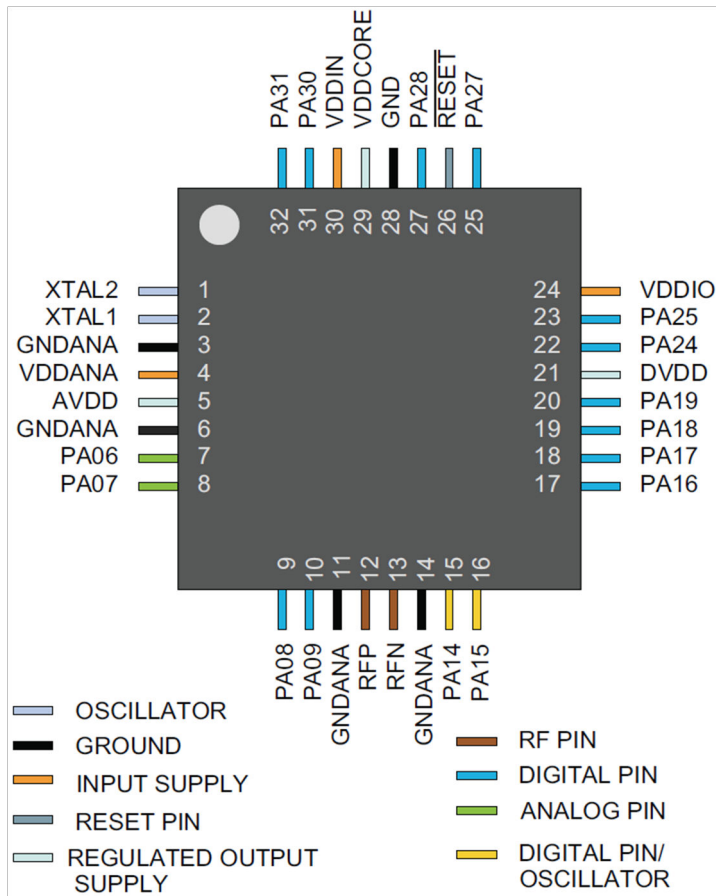 PA31
PA30
VDDIN
VDDCORE
GND
PA28
RESET
PA27
32
31
30
29
28
27
26
25
XTAL2 1
XTAL1 2
GNDANA 3
VDDANA 4
AVDD 5
GNDANA 6
PA06 7
PA07 8
24 VDDIO
23 PA25
22 PA24
21 DVDD
20 PA19
19 PA18
18 PA17
17 PA16
9
10
11
12
13
14
15
16
PA08
PA09
GNDANA
RFP
RFN
GNDANA
PA14
PA15
OSCILLATOR
GROUND
INPUT SUPPLY
RESET PIN
REGULATED OUTPUT
SUPPLY
RF PIN
DIGITAL PIN
ANALOG PIN
DIGITAL PIN/
OSCILLATOR